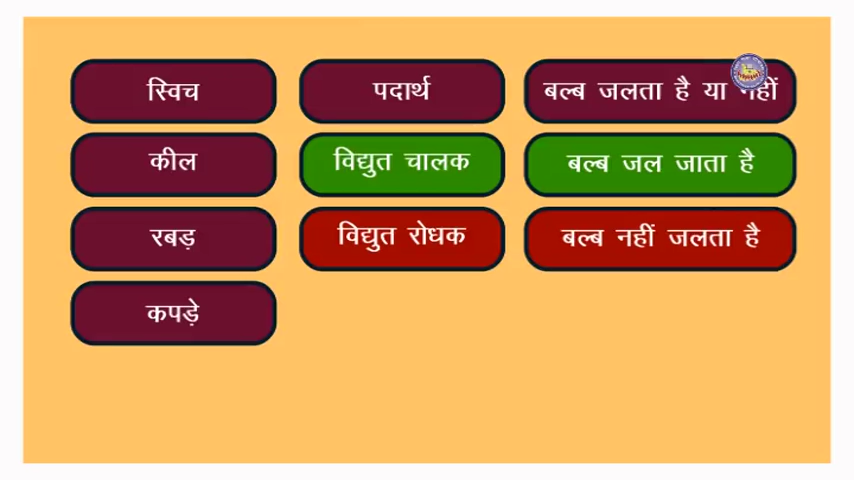 स्विच पदार्थ बल्ब जलता है या नहीं
कील विद्युत चालक बल्ब जल जाता है
रबड़ विद्युत रोधक बल्ब नहीं जलता है
कपड़े